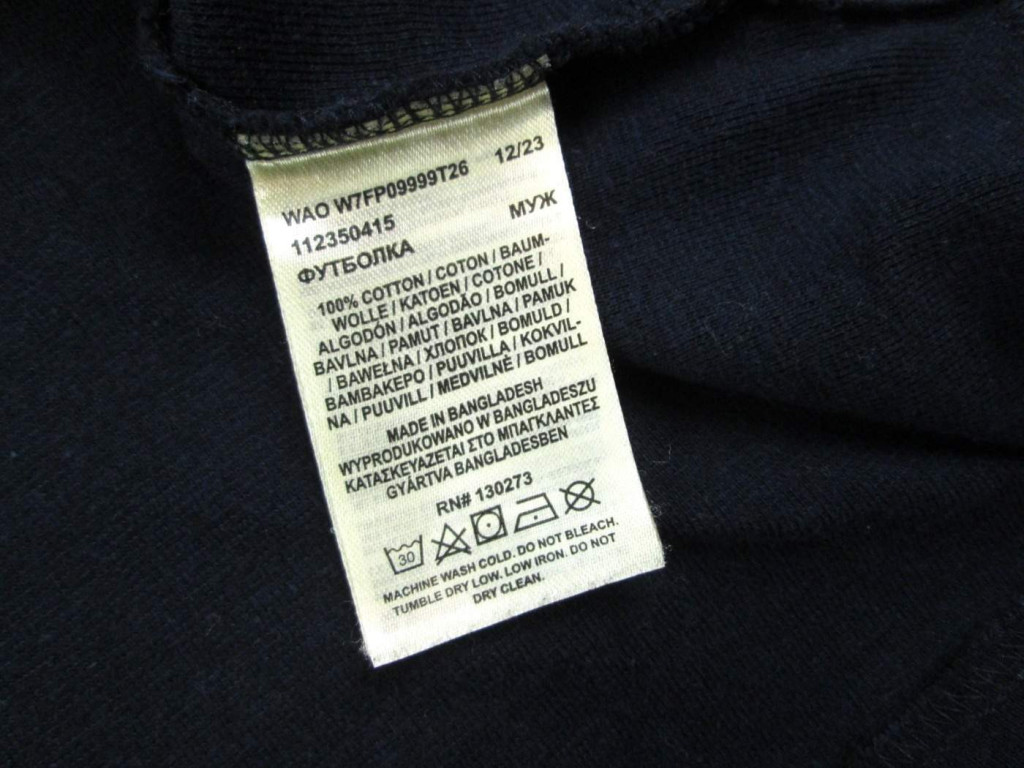 WAO W7FP09999T26 12/23
112350415 МУЖ
ФУТБОЛКА
100% COTTON / COTON / BAUM-
WOLLE / KATOEN / COTONE /
ALGODÓN / ALGODÃO / BOMULL /
BAVLNA / PAMUT / BAVLNA / PAMUK
/ BAWEŁNA / ХЛОПОК / BOMULD /
ΒΑΜΒΑΚΕΡΟ / PUUVILLA / KOKVIL-
NA / PUUVILL / MEDVILNĖ / BOMULL
MADE IN BANGLADESH
WYPRODUKOWANO W BANGLADESZU
ΚΑΤΑΣΚΕΥΑΖΕΤΑΙ ΣΤΟ ΜΠΑΓΚΛΑΝΤΕΣ
GYÁRTVA BANGLADESBEN
RN# 130273
30
MACHINE WASH COLD. DO NOT BLEACH.
TUMBLE DRY LOW. LOW IRON. DO NOT
DRY CLEAN.